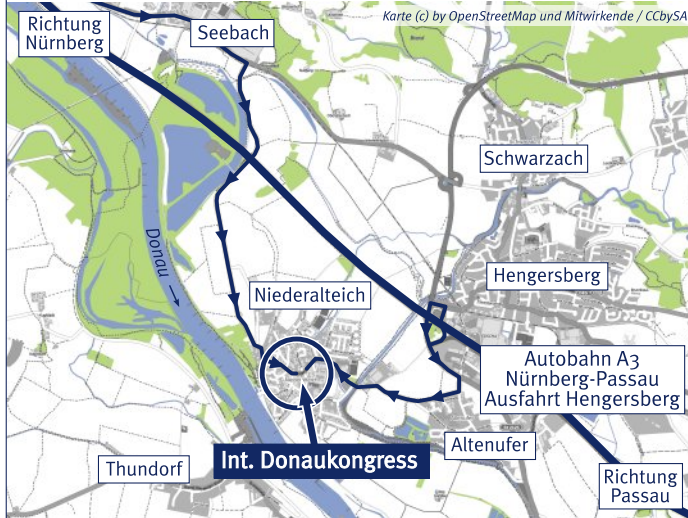 Karte (c) by OpenStreetMap und Mitwirkende / CCbySA
Richtung
Nürnberg
Seebach
Schwarzach
Donau
Hengersberg
Niederalteich
Autobahn A3
Nürnberg-Passau
Ausfahrt Hengersberg
Int. Donaukongress
Altenufer
Thundorf
Richtung
Passau